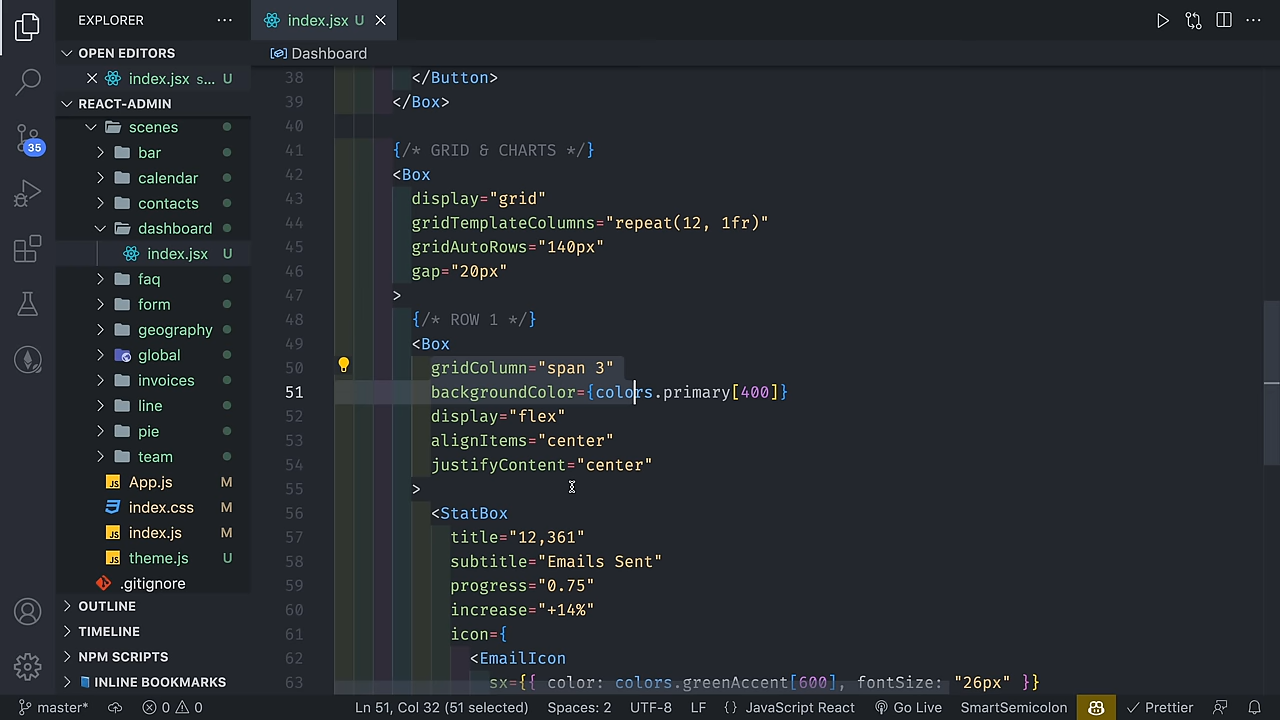 EXPLORER
OPEN EDITORS
index.jsx s... U
REACT-ADMIN
scenes
bar
calendar
contacts
dashboard
index.jsx U
faq
form
geography
global
invoices
line
pie
team
App.js M
index.css M
index.js M
theme.js U
.gitignore
OUTLINE
TIMELINE
NPM SCRIPTS
INLINE BOOKMARKS
35
index.jsx U
Dashboard
38 </Button>
39 </Box>
40
41 {/* GRID & CHARTS */}
42 <Box
43 display="grid"
44 gridTemplateColumns="repeat(12, 1fr)"
45 gridAutoRows="140px"
46 gap="20px"
47 >
48 {/* ROW 1 */}
49 <Box
50 gridColumn="span 3"
51 backgroundColor={colors.primary[400]}
52 display="flex"
53 alignItems="center"
54 justifyContent="center"
55 >
56 <StatBox
57 title="12,361"
58 subtitle="Emails Sent"
59 progress="0.75"
60 increase="+14%"
61 icon={
62 <EmailIcon
63 sx={{ color: colors.greenAccent[600], fontSize: "26px" }}
master* 0 0 Ln 51, Col 32 (51 selected) Spaces: 2 UTF-8 LF {} JavaScript React Go Live SmartSemicolon Prettier